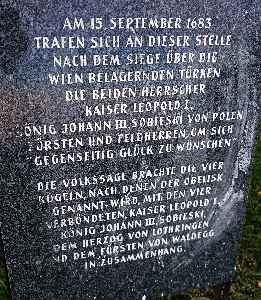 AM 15. SEPTEMBER 1683
TRAFEN SICH AN DIESER STELLE
NACH DEM SIEGE ÜBER DIE
WIEN BELAGERNDEN TÜRKEN
DIE BEIDEN HERRSCHER
KAISER LEOPOLD I.
ÖNIG JOHANN III. SOBIESKI VON POLEN
FÜRSTEN UND FELDHERREN, UM SICH
"GEGENSEITIG GLÜCK ZU WÜNSCHEN"
DIE VOLKSSAGE BRACHTE DIE VIER
KUGELN, NACH DENEN DER OBELISK
GENANNT WIRD, MIT DEN VIER
VERBÜNDETEN, KAISER LEOPOLD I.,
KÖNIG JOHANN III. SOBIESKI,
DEM HERZOG VON LOTHRINGEN
ND DEM FÜRSTEN VON WALDEGG
IN ZUSAMMENHANG.